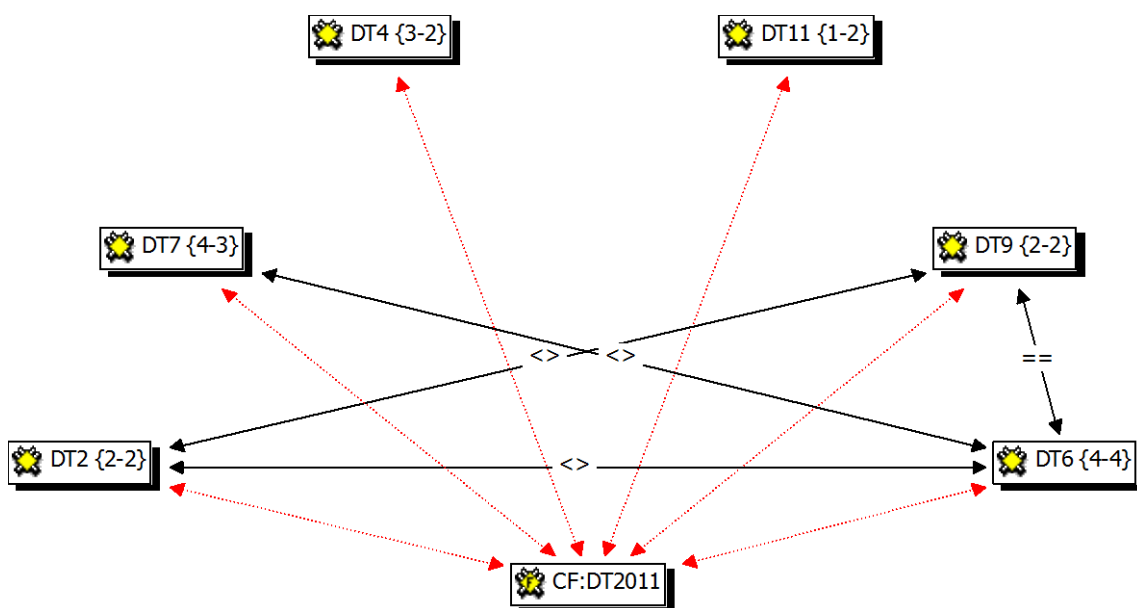 DT4 {3-2}
DT11 {1-2}
DT7 {4-3}
DT9 {2-2}
<>
<>
==
DT2 {2-2}
<>
DT6 {4-4}
F
CF:DT2011